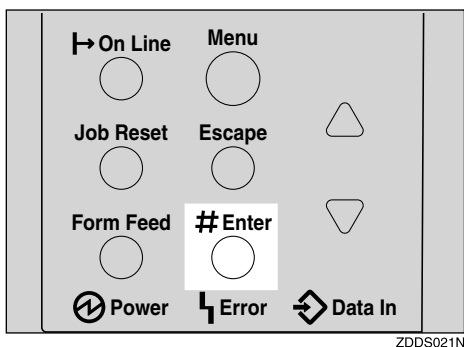 On Line Menu
Job Reset Escape
Form Feed # Enter
Power Error Data In
ZDDS021N